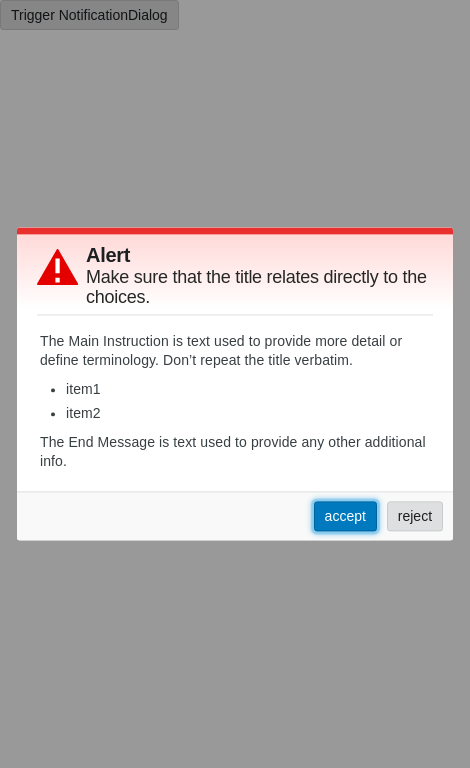 Trigger NotificationDialog
Alert
Make sure that the title relates directly to the
choices.
The Main Instruction is text used to provide more detail or
define terminology. Don’t repeat the title verbatim.
• item1
• item2
The End Message is text used to provide any other additional
info.
accept reject